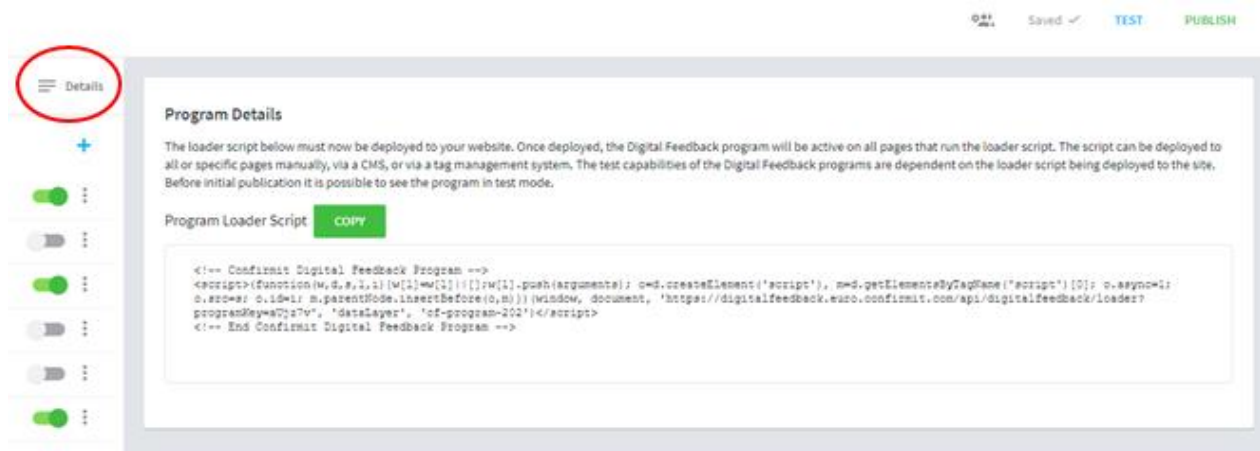 Saved
TEST
PUBLISH
Details
Program Details
The loader script below must now be deployed to your website. Once deployed, the Digital Feedback program will be active on all pages that run the loader script. The script can be deployed to
all or specific pages manually, via a CMS, or via a tag management system. The test capabilities of the Digital Feedback programs are dependent on the loader script being deployed to the site.
Before initial publication it is possible to see the program in test mode.
Program Loader Script COPY
<!-- Confirmit Digital Feedback Program -->
<script>(function(w,d,s,l,i){w[l]=w[l]||[];w[l].push(arguments); o=d.createElement('script'), m=d.getElementsByTagName('script')[0]; o.async=1;
o.src=s; o.id=i; m.parentNode.insertBefore(o,m)})(window, document, 'https://digitalfeedback.euro.confirmit.com/api/digitalfeedback/loader?
'dataLayer', 'cf-program-202')</script>
<!-- End Confirmit Digital Feedback Program -->